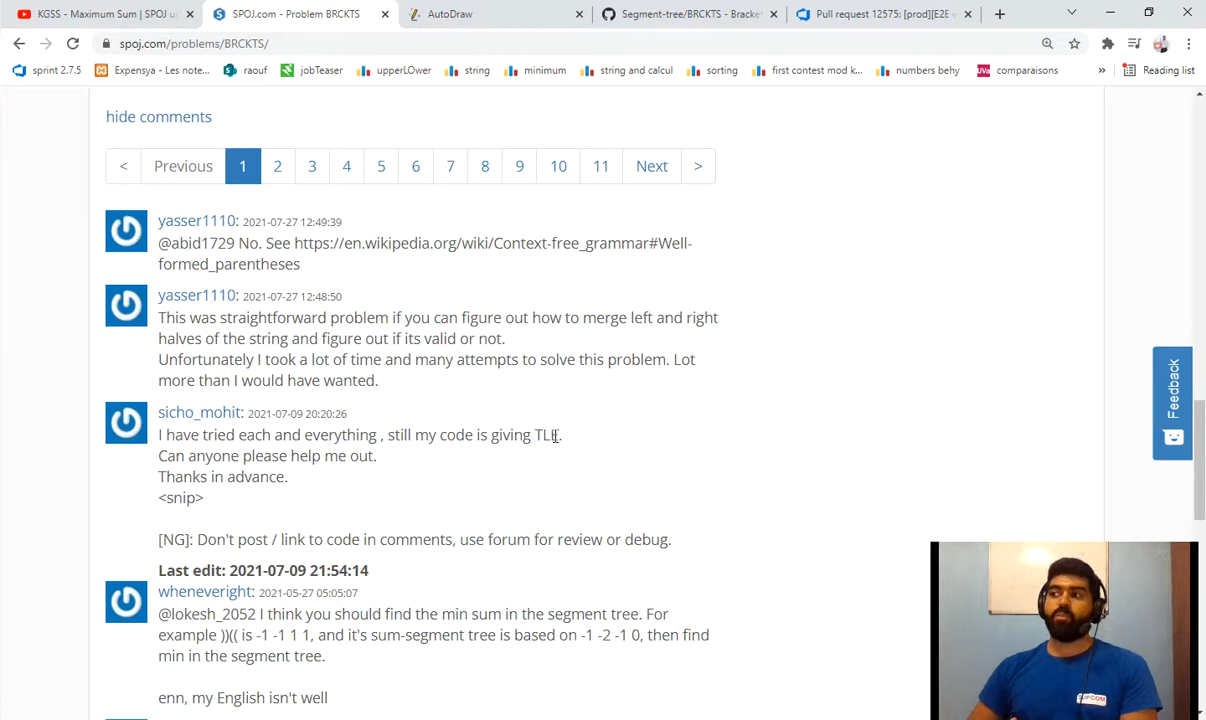 KGSS - Maximum Sum | SPOJ u
SPOJ.com - Problem BRCKTS
AutoDraw
Segment-tree/BRCKTS - Bracket
Pull request 12575: [prod][E2E
spoj.com/problems/BRCKTS/
sprint 2.7.5
Expensya - Les note...
raouf
jobTeaser
upperLOwer
string
minimum
string and calcul
sorting
first contest mod k...
numbers behy
comparaisons
»
Reading list
hide comments
< Previous 1 2 3 4 5 6 7 8 9 10 11 Next >
yasser1110: 2021-07-27 12:49:39
@abid1729 No. See https://en.wikipedia.org/wiki/Context-free_grammar#Well-
formed_parentheses
yasser1110: 2021-07-27 12:48:50
This was straightforward problem if you can figure out how to merge left and right
halves of the string and figure out if its valid or not.
Unfortunately I took a lot of time and many attempts to solve this problem. Lot
more than I would have wanted.
sicho_mohit: 2021-07-09 20:20:26
I have tried each and everything , still my code is giving TLE.
Can anyone please help me out.
Thanks in advance.
<snip>
[NG]: Don't post / link to code in comments, use forum for review or debug.
Last edit: 2021-07-09 21:54:14
wheneveright: 2021-05-27 05:05:07
@lokesh_2052 I think you should find the min sum in the segment tree. For
example ))(( is -1 -1 1 1, and it's sum-segment tree is based on -1 -2 -1 0, then find
min in the segment tree.
enn, my English isn't well
Feedback
SUPCOM